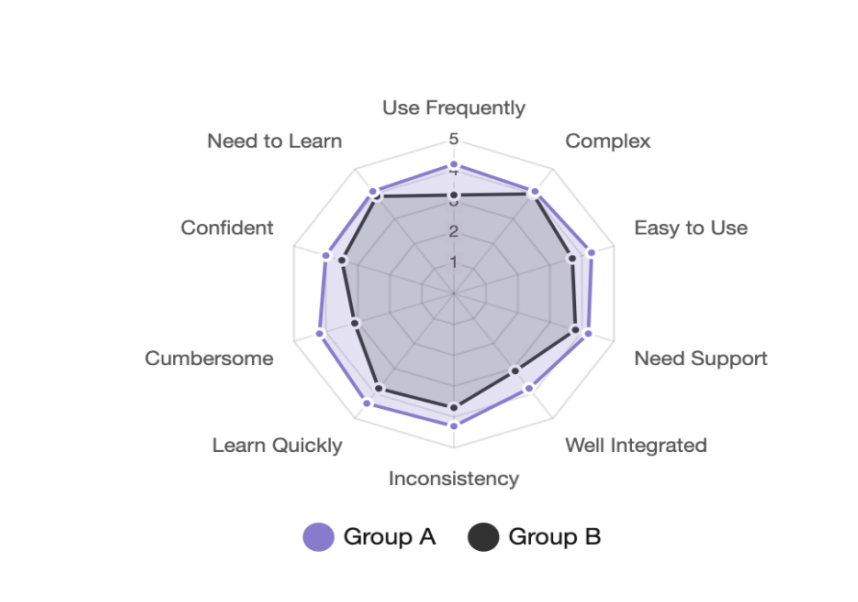 Use Frequently
Need to Learn
Complex
5
4
3
2
1
Confident
Easy to Use
Cumbersome
Need Support
Learn Quickly
Well Integrated
Inconsistency
Group A
Group B